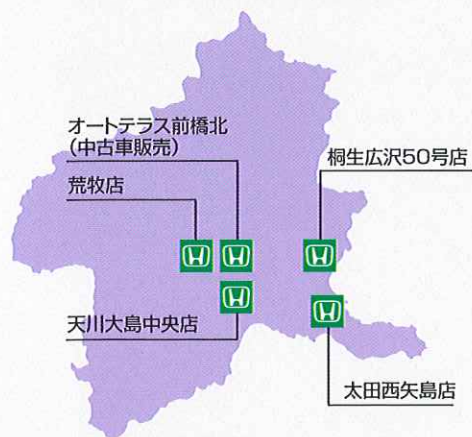 オートテラス前橋北
(中古車販売)
荒牧店
桐生広沢50号店
天川大島中央店
太田西矢島店